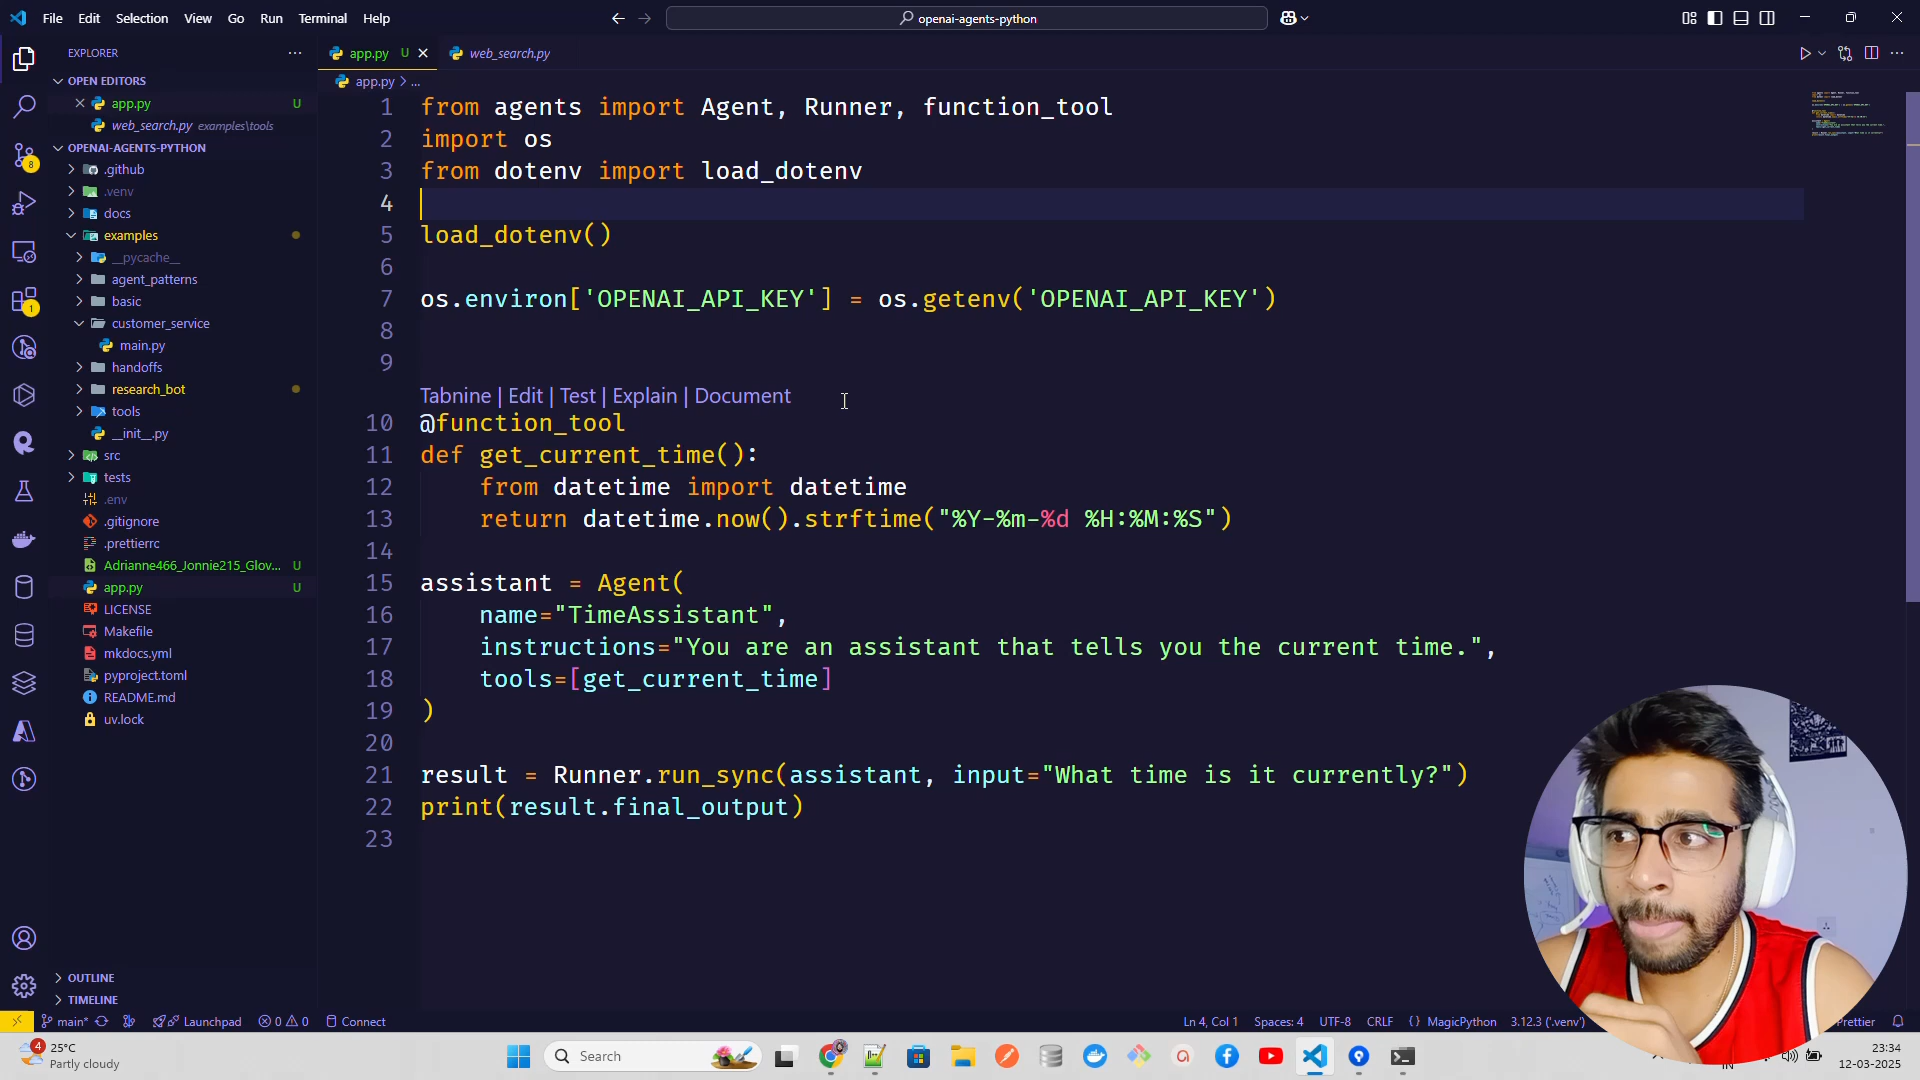 File Edit Selection View Go Run Terminal Help
openai-agents-python
EXPLORER
OPEN EDITORS
app.py U
web_search.py examples\tools
OPENAI-AGENTS-PYTHON
.github
.venv
docs
examples
__pycache__
agent_patterns
basic
customer_service
main.py
handoffs
research_bot
tools
__init__.py
src
tests
.env
.gitignore
.prettierrc
Adrianne466_Jonnie215_Glov... U
app.py U
LICENSE
Makefile
mkdocs.yml
pyproject.toml
README.md
uv.lock
OUTLINE
TIMELINE
8
1
app.py U
web_search.py
app.py > ...
1 from agents import Agent, Runner, function_tool
2 import os
3 from dotenv import load_dotenv
4
5 load_dotenv()
6
7 os.environ['OPENAI_API_KEY'] = os.getenv('OPENAI_API_KEY')
8
9
Tabnine | Edit | Test | Explain | Document
10 @function_tool
11 def get_current_time():
12     from datetime import datetime
13     return datetime.now().strftime("%Y-%m-%d %H:%M:%S")
14
15 assistant = Agent(
16     name="TimeAssistant",
17     instructions="You are an assistant that tells you the current time.",
18     tools=[get_current_time]
19 )
20
21 result = Runner.run_sync(assistant, input="What time is it currently?")
22 print(result.final_output)
23
main* Launchpad 0 0 Connect
Ln 4, Col 1 Spaces: 4 UTF-8 CRLF { } MagicPython 3.12.3 ('.venv') Prettier
4
25°C
Partly cloudy
Search
IN
23:34
12-03-2025